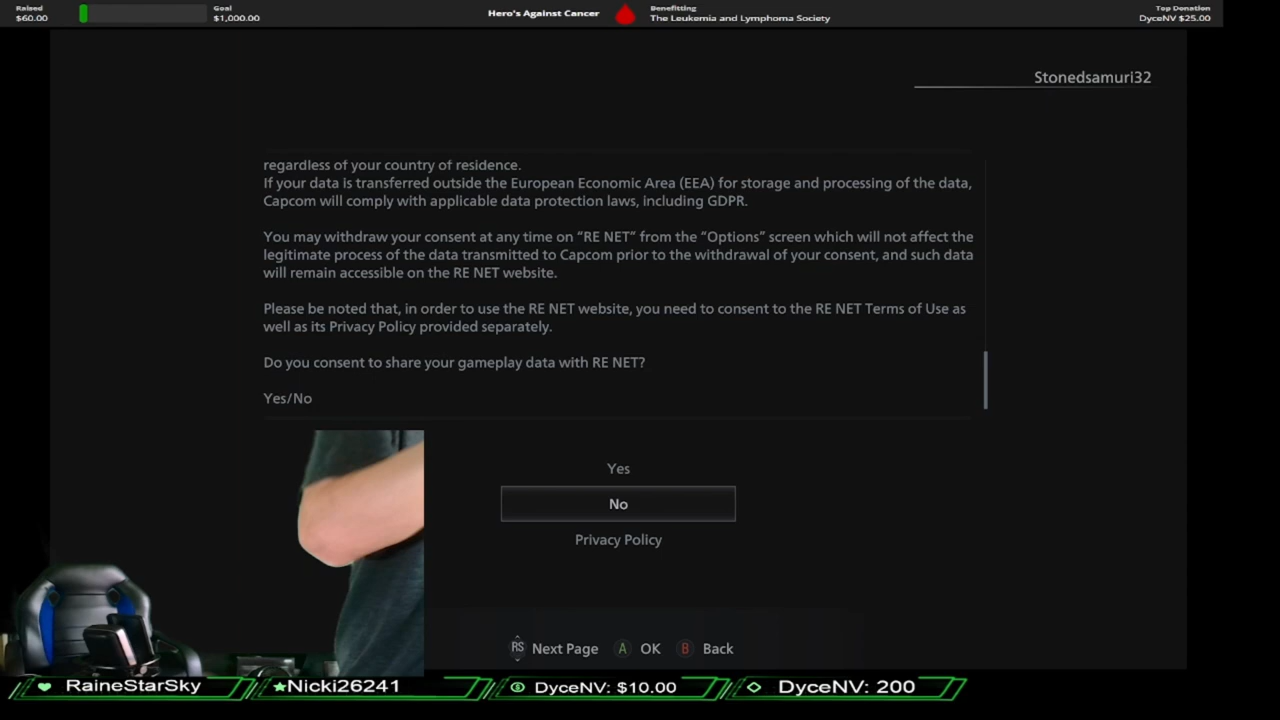 Raised
$60.00
Goal
$1,000.00
Hero's Against Cancer
Benefitting
The Leukemia and Lymphoma Society
Top Donation
DyceNV $25.00
Stonedsamuri32
regardless of your country of residence.
If your data is transferred outside the European Economic Area (EEA) for storage and processing of the data,
Capcom will comply with applicable data protection laws, including GDPR.
You may withdraw your consent at any time on “RE NET” from the “Options” screen which will not affect the
legitimate process of the data transmitted to Capcom prior to the withdrawal of your consent, and such data
will remain accessible on the RE NET website.
Please be noted that, in order to use the RE NET website, you need to consent to the RE NET Terms of Use as
well as its Privacy Policy provided separately.
Do you consent to share your gameplay data with RE NET?
Yes/No
Yes
No
Privacy Policy
RS Next Page A OK B Back
RaineStarSky
Nicki26241
DyceNV: $10.00
DyceNV: 200